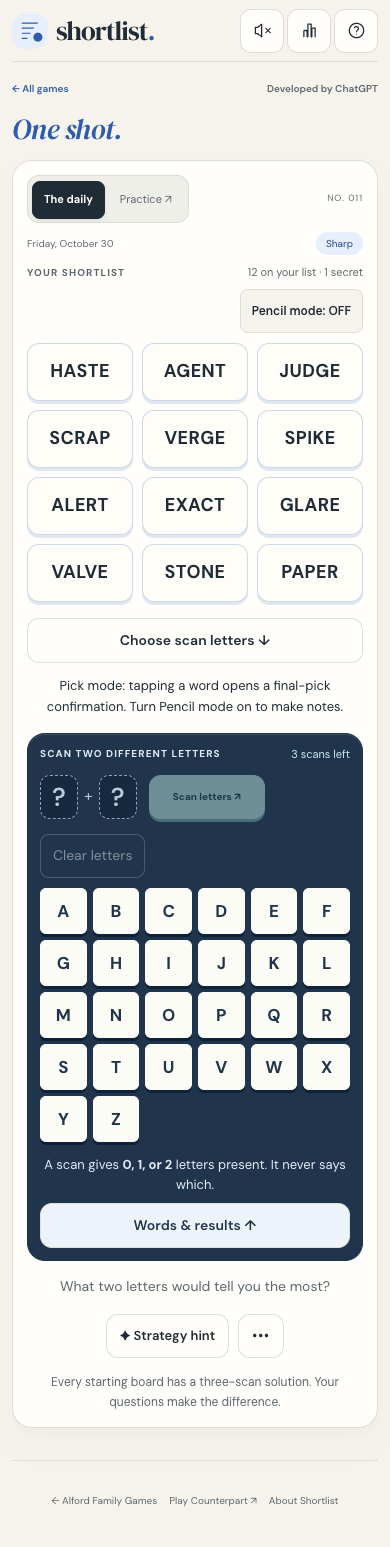 shortlist.
← All games
Developed by ChatGPT
One shot.
The daily
Practice ↗
NO. 011
Friday, October 30
Sharp
YOUR SHORTLIST
12 on your list · 1 secret
Pencil mode: OFF
HASTE AGENT JUDGE
SCRAP VERGE SPIKE
ALERT EXACT GLARE
VALVE STONE PAPER
Choose scan letters ↓
Pick mode: tapping a word opens a final-pick
confirmation. Turn Pencil mode on to make notes.
SCAN TWO DIFFERENT LETTERS
3 scans left
? + ?
Scan letters ↗
Clear letters
A B C D E F
G H I J K L
M N O P Q R
S T U V W X
Y Z
A scan gives 0, 1, or 2 letters present. It never says
which.
Words & results ↑
What two letters would tell you the most?
✦ Strategy hint
•••
Every starting board has a three-scan solution. Your
questions make the difference.
← Alford Family Games
Play Counterpart ↗
About Shortlist